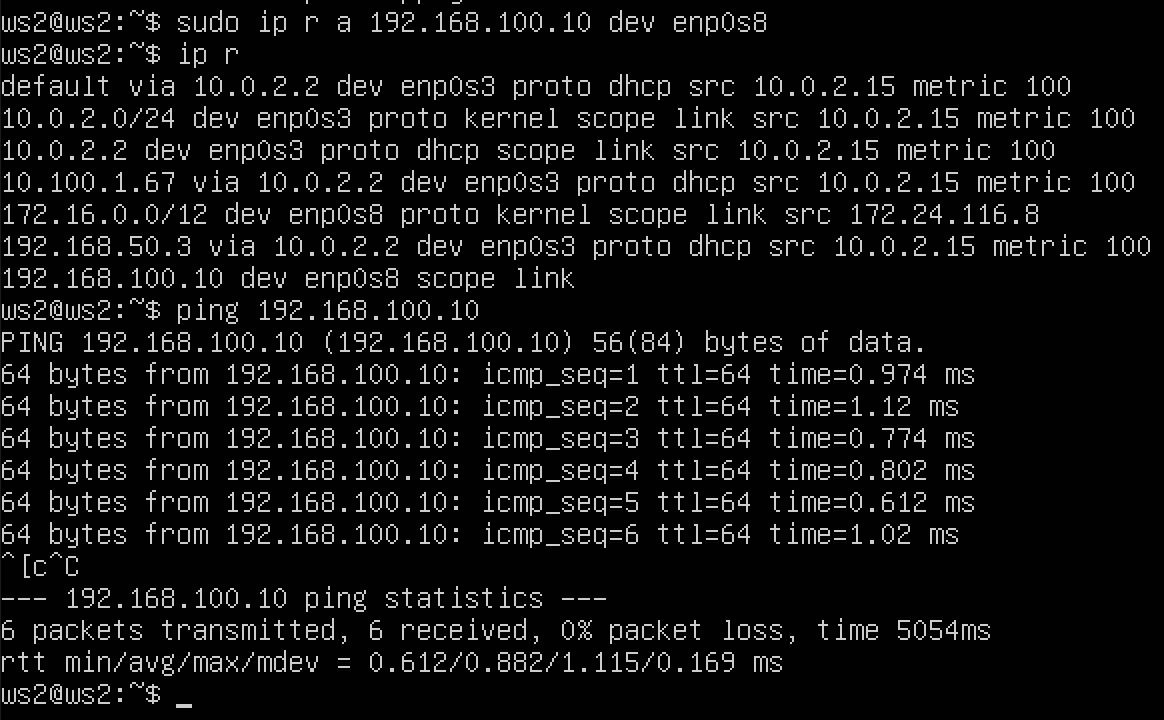 ws2@ws2:~$ sudo ip r a 192.168.100.10 dev enp0s8
ws2@ws2:~$ ip r
default via 10.0.2.2 dev enp0s3 proto dhcp src 10.0.2.15 metric 100
10.0.2.0/24 dev enp0s3 proto kernel scope link src 10.0.2.15 metric 100
10.0.2.2 dev enp0s3 proto dhcp scope link src 10.0.2.15 metric 100
10.100.1.67 via 10.0.2.2 dev enp0s3 proto dhcp src 10.0.2.15 metric 100
172.16.0.0/12 dev enp0s8 proto kernel scope link src 172.24.116.8
192.168.50.3 via 10.0.2.2 dev enp0s3 proto dhcp src 10.0.2.15 metric 100
192.168.100.10 dev enp0s8 scope link
ws2@ws2:~$ ping 192.168.100.10
PING 192.168.100.10 (192.168.100.10) 56(84) bytes of data.
64 bytes from 192.168.100.10: icmp_seq=1 ttl=64 time=0.974 ms
64 bytes from 192.168.100.10: icmp_seq=2 ttl=64 time=1.12 ms
64 bytes from 192.168.100.10: icmp_seq=3 ttl=64 time=0.774 ms
64 bytes from 192.168.100.10: icmp_seq=4 ttl=64 time=0.802 ms
64 bytes from 192.168.100.10: icmp_seq=5 ttl=64 time=0.612 ms
64 bytes from 192.168.100.10: icmp_seq=6 ttl=64 time=1.02 ms
^[c^C
--- 192.168.100.10 ping statistics ---
6 packets transmitted, 6 received, 0% packet loss, time 5054ms
rtt min/avg/max/mdev = 0.612/0.882/1.115/0.169 ms
ws2@ws2:~$ _